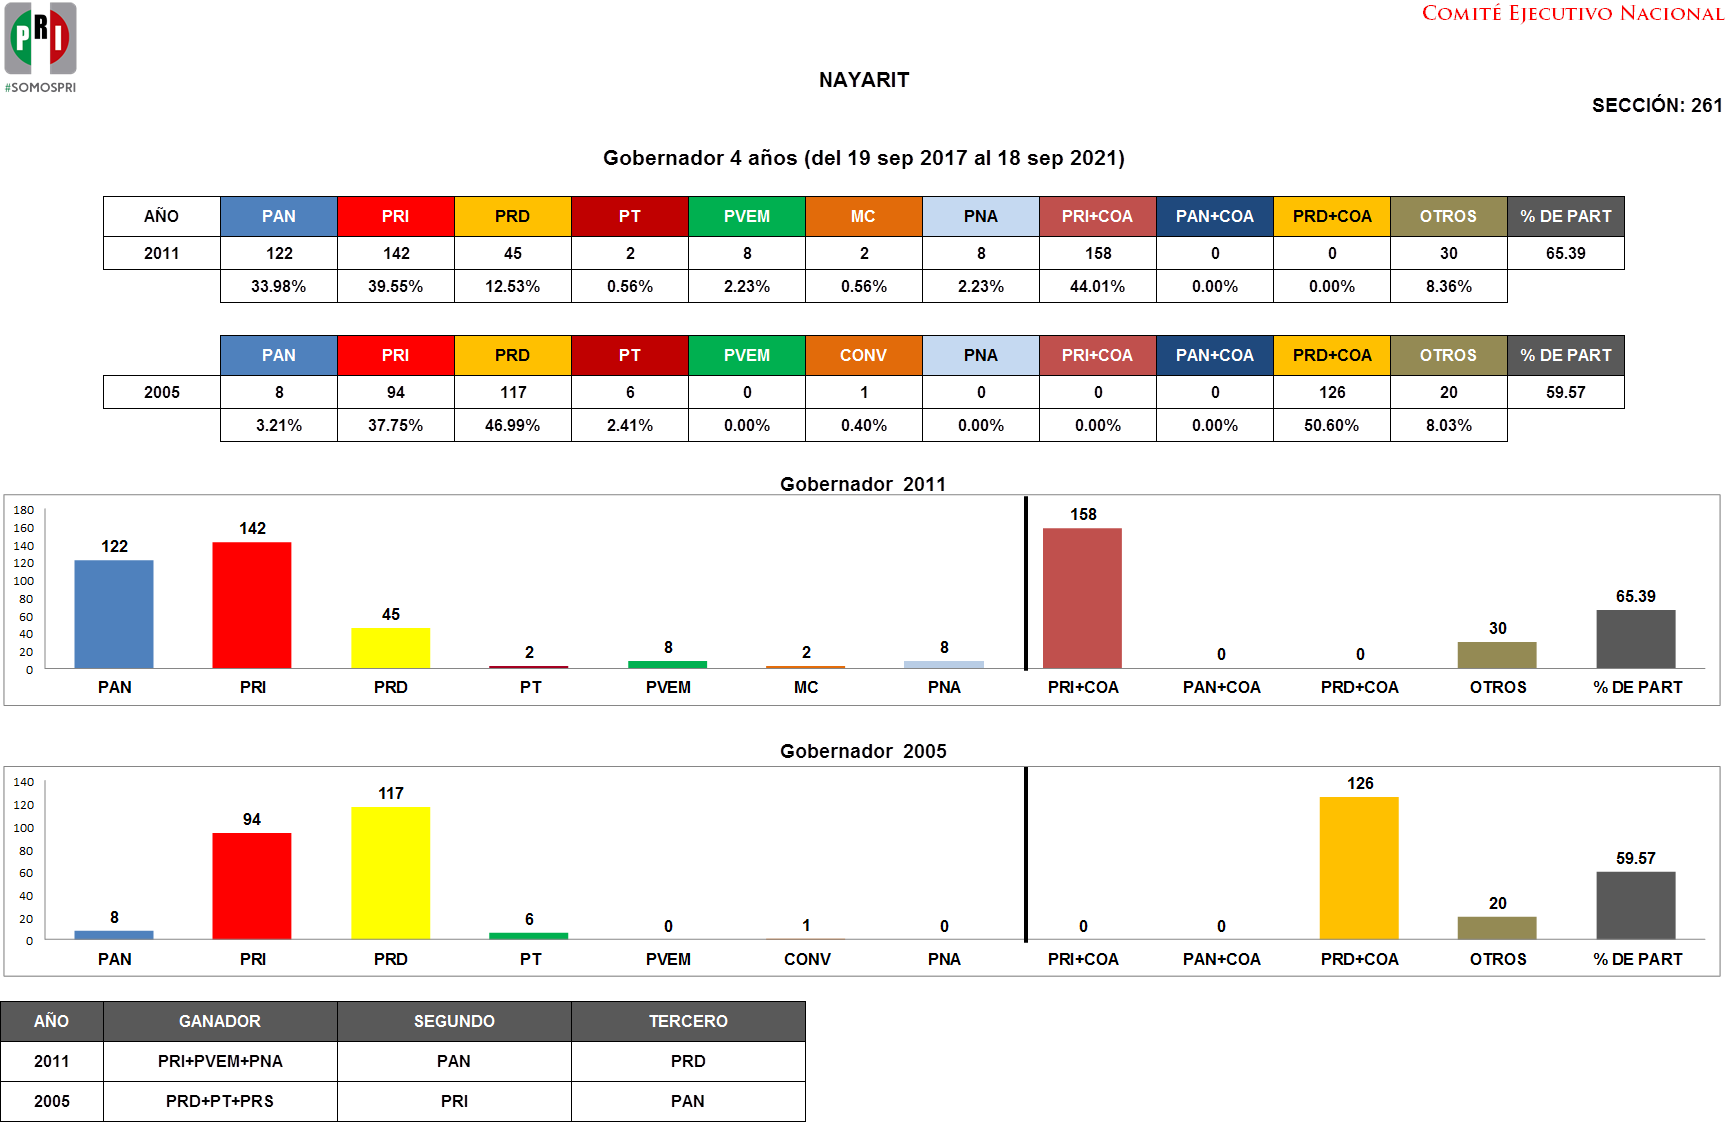 PRI
#SOMOSPRI
COMITÉ EJECUTIVO NACIONAL
NAYARIT
SECCIÓN: 261
Gobernador 4 años (del 19 sep 2017 al 18 sep 2021)
AÑO PAN PRI PRD PT PVEM MC PNA PRI+COA PAN+COA PRD+COA OTROS % DE PART
2011 122 142 45 2 8 2 8 158 0 0 30 65.39
33.98% 39.55% 12.53% 0.56% 2.23% 0.56% 2.23% 44.01% 0.00% 0.00% 8.36%
PAN PRI PRD PT PVEM CONV PNA PRI+COA PAN+COA PRD+COA OTROS % DE PART
2005 8 94 117 6 0 1 0 0 0 126 20 59.57
3.21% 37.75% 46.99% 2.41% 0.00% 0.40% 0.00% 0.00% 0.00% 50.60% 8.03%
Gobernador 2011
180
160
140
120
100
80
60
40
20
0
122 142 45 2 8 2 8 158 0 0 30 65.39
PAN PRI PRD PT PVEM MC PNA PRI+COA PAN+COA PRD+COA OTROS % DE PART
Gobernador 2005
140
120
100
80
60
40
20
0
8 94 117 6 0 1 0 0 0 126 20 59.57
PAN PRI PRD PT PVEM CONV PNA PRI+COA PAN+COA PRD+COA OTROS % DE PART
AÑO GANADOR SEGUNDO TERCERO
2011 PRI+PVEM+PNA PAN PRD
2005 PRD+PT+PRS PRI PAN